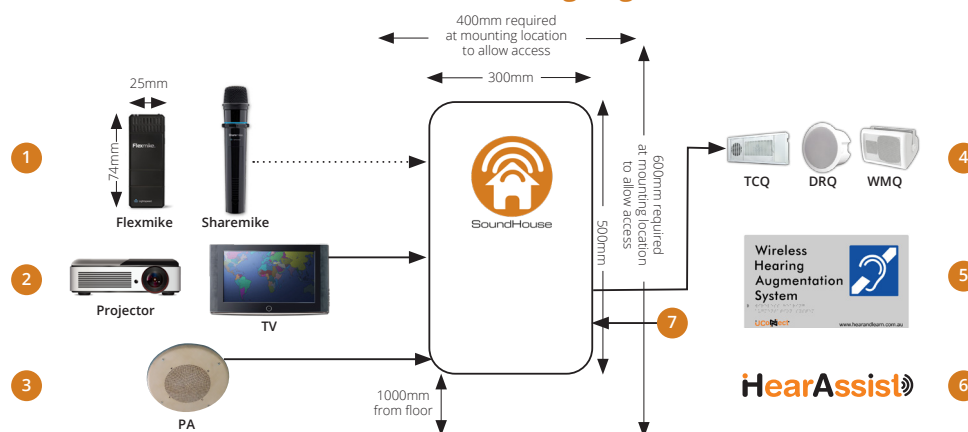 400mm required
at mounting location
to allow access
300mm
25mm
74mm
Flexmike
1
Flexmike
Sharemike
SoundHouse
500mm
600mm required
at mounting location
to allow access
TCQ
DRQ
WMQ
4
2
Projector
TV
Wireless
Hearing
Augmentation
System
www.hearandlearn.com.au
5
7
3
PA
1000mm
from floor
HearAssist
6